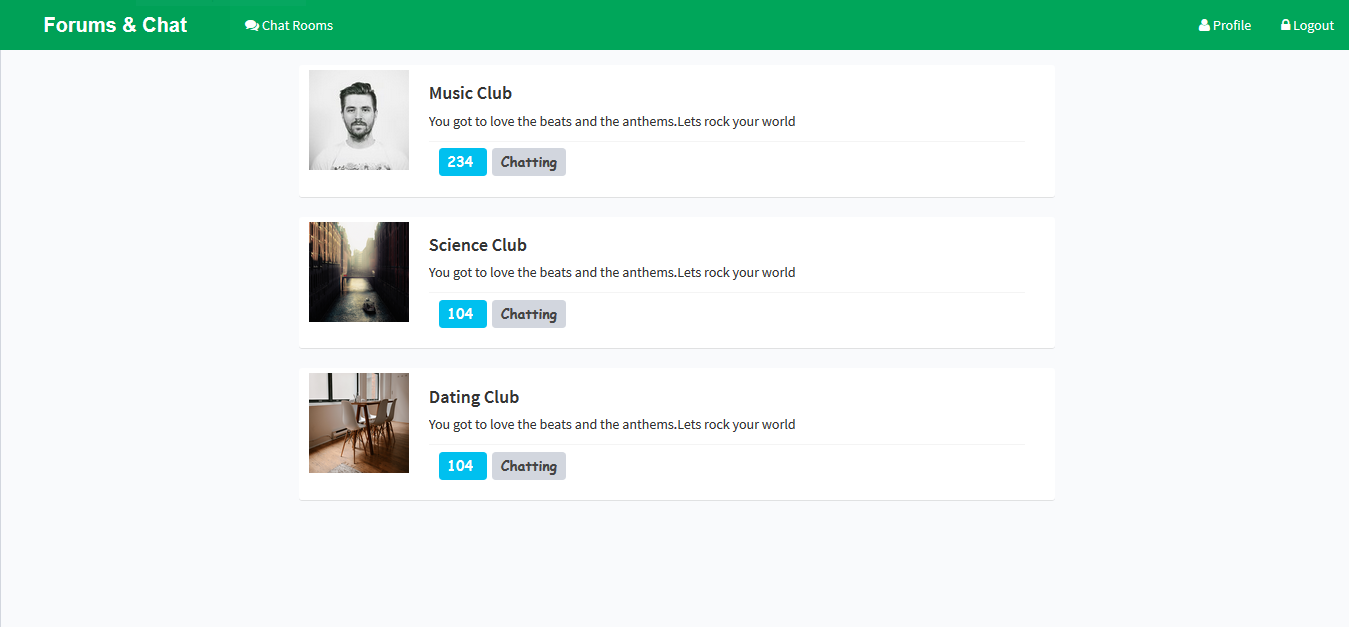 Forums & Chat
Chat Rooms
Profile
Logout
Music Club
You got to love the beats and the anthems.Lets rock your world
234 Chatting
Science Club
You got to love the beats and the anthems.Lets rock your world
104 Chatting
Dating Club
You got to love the beats and the anthems.Lets rock your world
104 Chatting